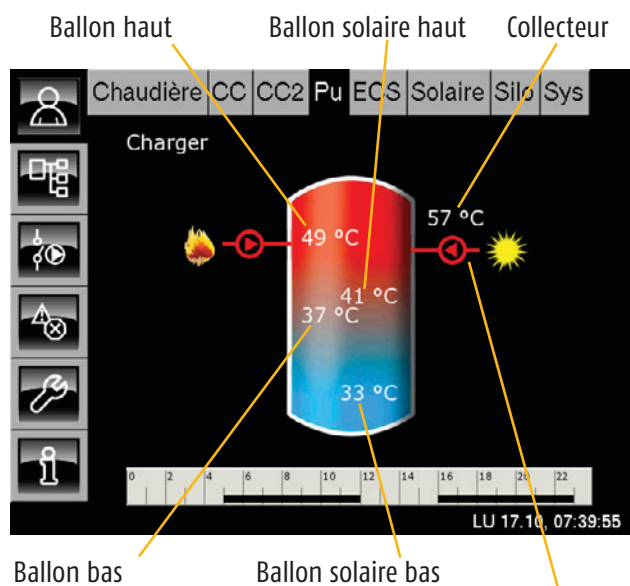 Ballon haut Ballon solaire haut Collecteur
Chaudière CC CC2 Pu ECS Solaire Silo Sys
Charger
57 °C
49 °C
41 °C
37 °C
33 °C
0 2 4 6 8 10 12 14 16 18 20 22
LU 17.10, 07:39:55
Ballon bas Ballon solaire bas